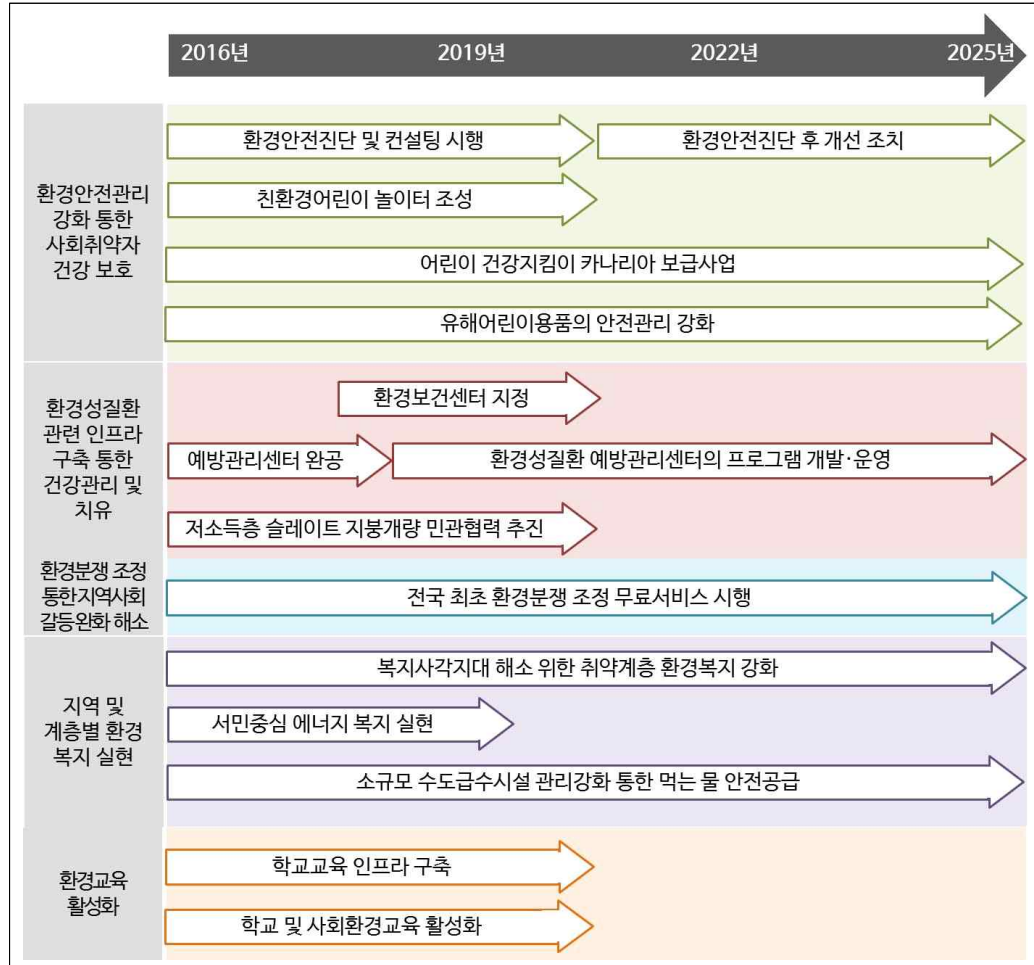 2016년 2019년 2022년 2025년
환경안전관리
강화 통한
사회취약자
건강 보호
환경안전진단 및 컨설팅 시행
환경안전진단 후 개선 조치
친환경어린이 놀이터 조성
어린이 건강지킴이 카나리아 보급사업
유해어린이용품의 안전관리 강화
환경성질환
관련 인프라
구축 통한
건강관리 및
치유
환경보건센터 지정
예방관리센터 완공
환경성질환 예방관리센터의 프로그램 개발·운영
저소득층 슬레이트 지붕개량 민관협력 추진
환경분쟁 조정
통한지역사회
갈등완화 해소
전국 최초 환경분쟁 조정 무료서비스 시행
지역 및
계층별 환경
복지 실현
복지사각지대 해소 위한 취약계층 환경복지 강화
서민중심 에너지 복지 실현
소규모 수도급수시설 관리강화 통한 먹는 물 안전공급
환경교육
활성화
학교교육 인프라 구축
학교 및 사회환경교육 활성화